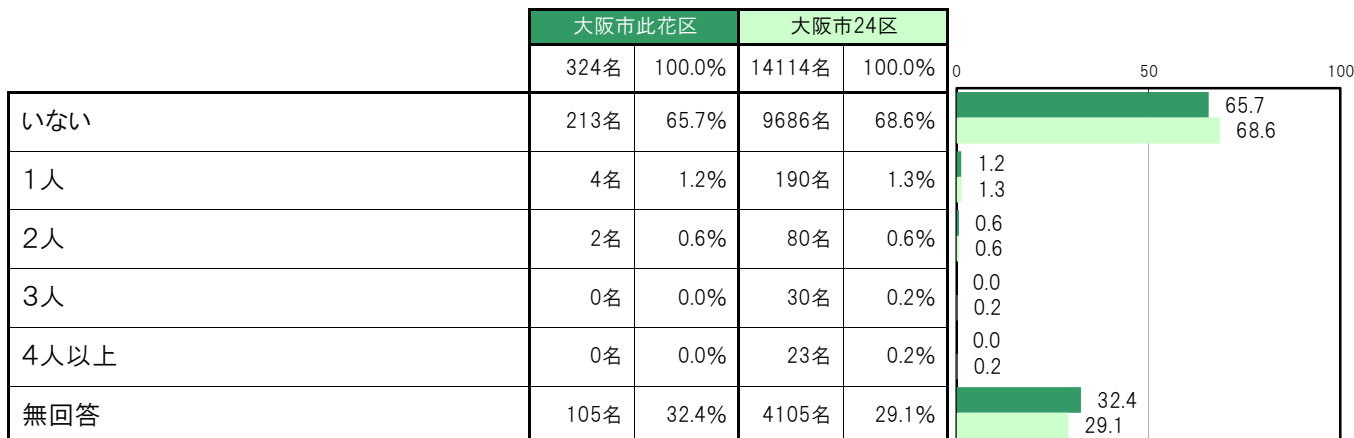 大阪市此花区 大阪市24区
324名 100.0% 14114名 100.0%
0 50 100
いない 213名 65.7% 9686名 68.6%
65.7
68.6
1人 4名 1.2% 190名 1.3%
1.2
1.3
2人 2名 0.6% 80名 0.6%
0.6
0.6
3人 0名 0.0% 30名 0.2%
0.0
0.2
4人以上 0名 0.0% 23名 0.2%
0.0
0.2
無回答 105名 32.4% 4105名 29.1%
32.4
29.1